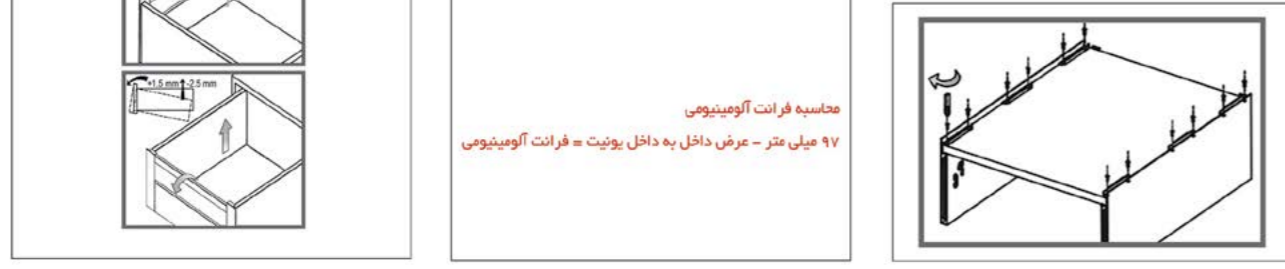 +1.5 mm -2.5 mm
محاسبه فرانت آلومینیومی
۹۷ میلی متر - عرض داخل به داخل یونیت = فرانت آلومینیومی